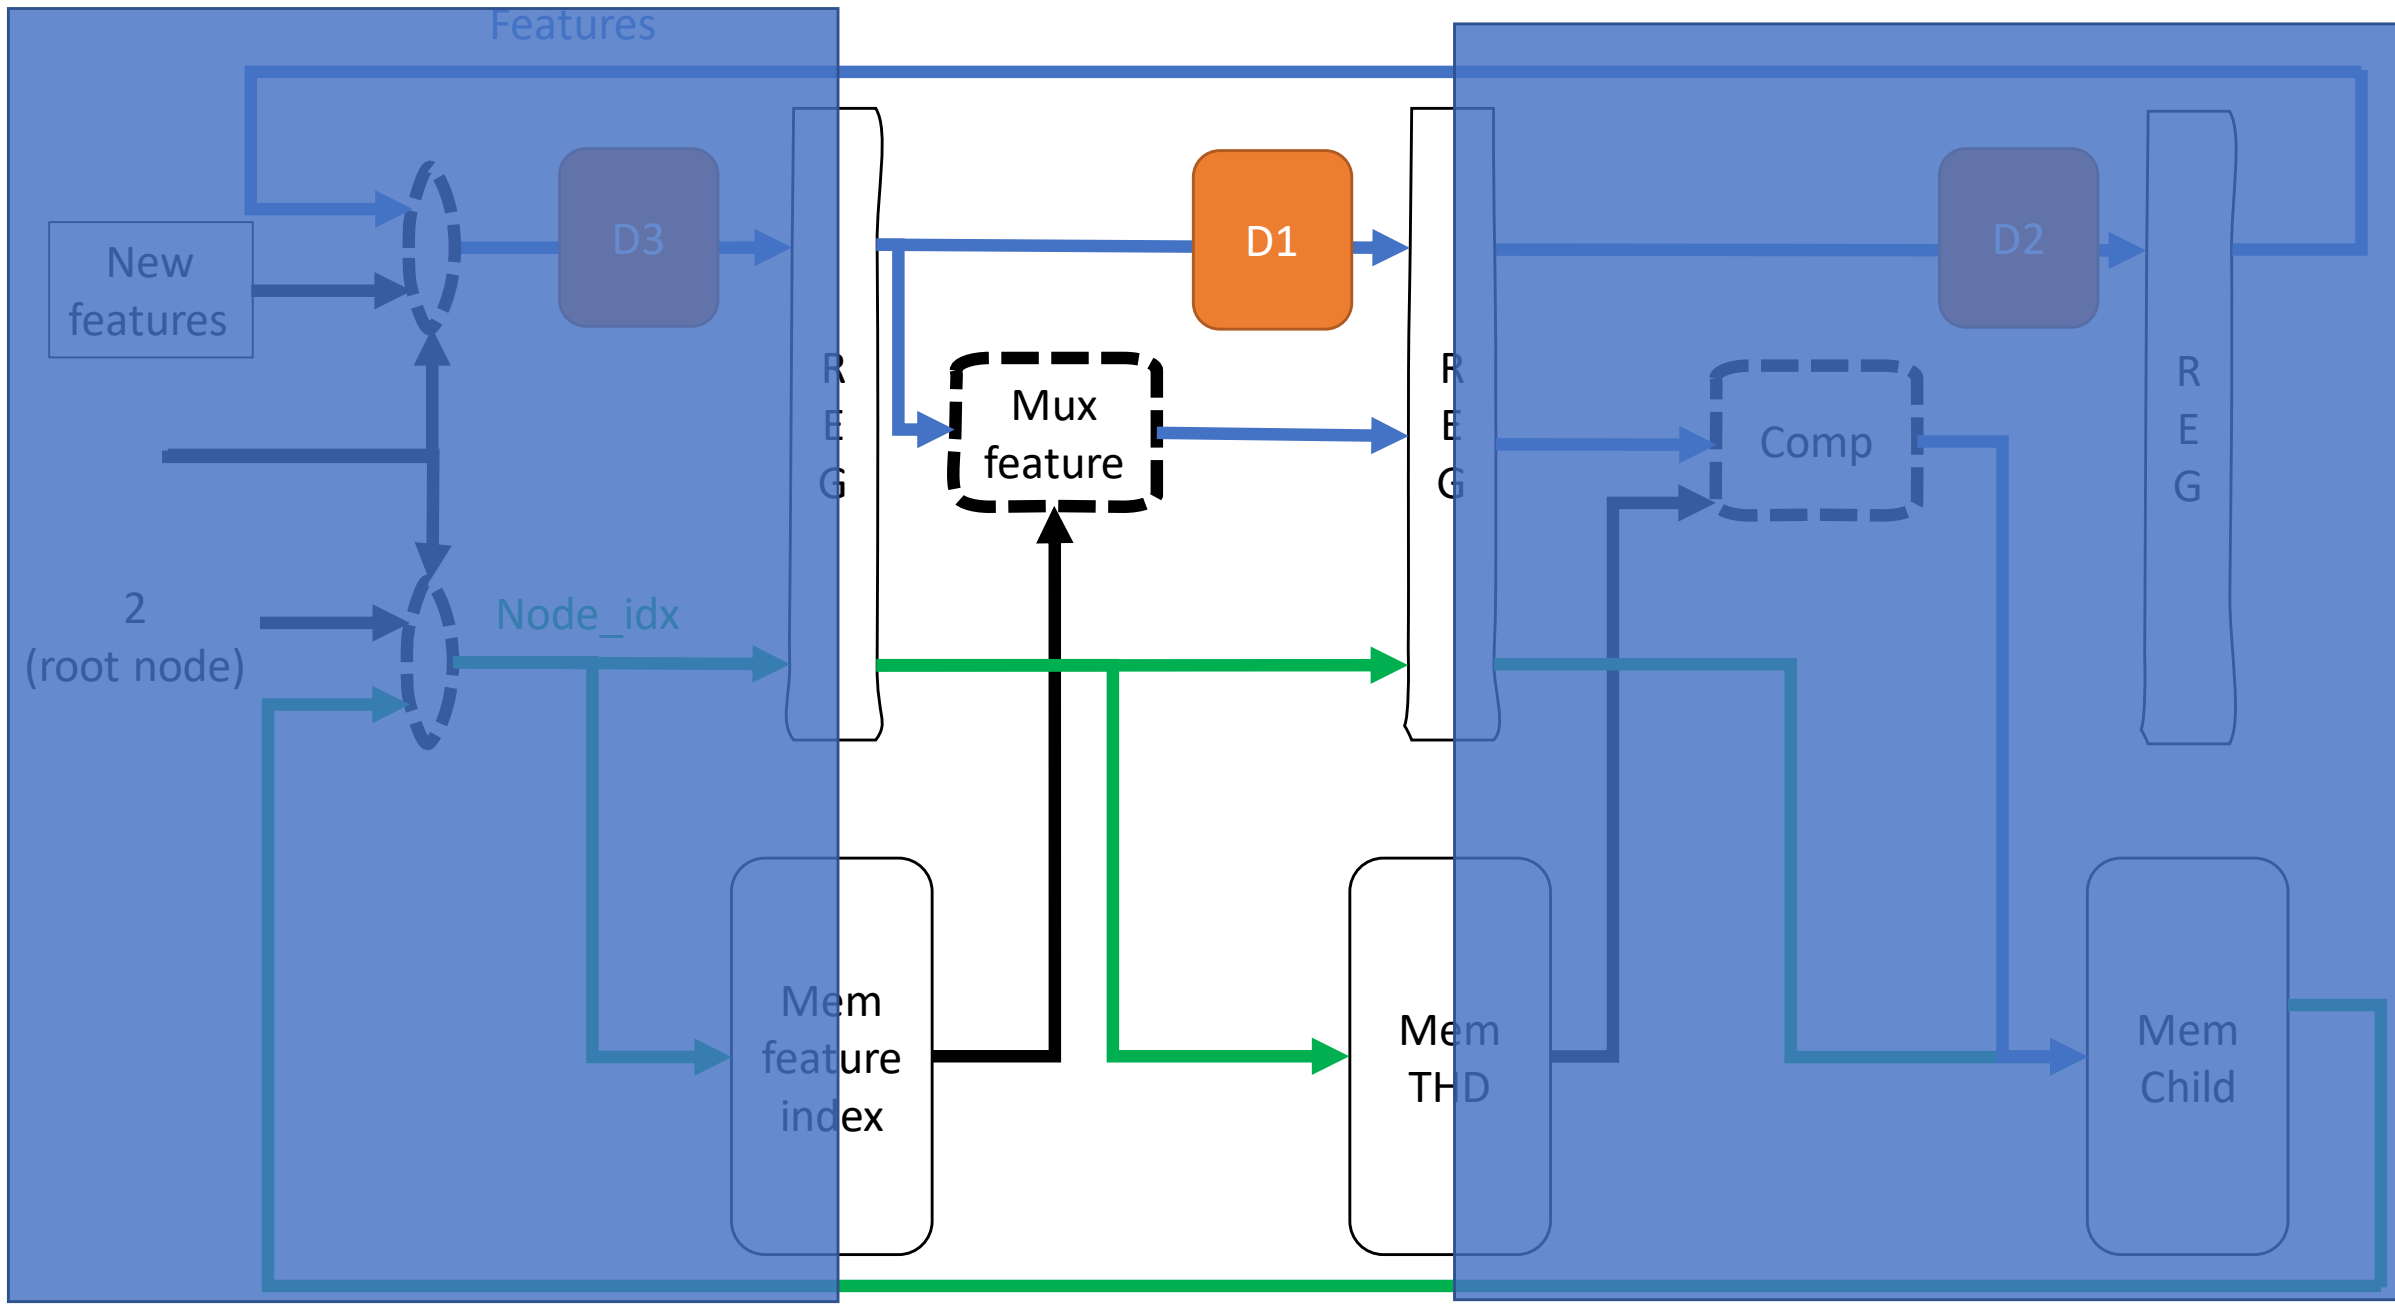 Features
New
features
D3
D1
D2
R
E
G
Mux
feature
R
E
G
Comp
R
E
G
2
(root node)
Node_idx
Mem
feature
index
Mem
THD
Mem
Child